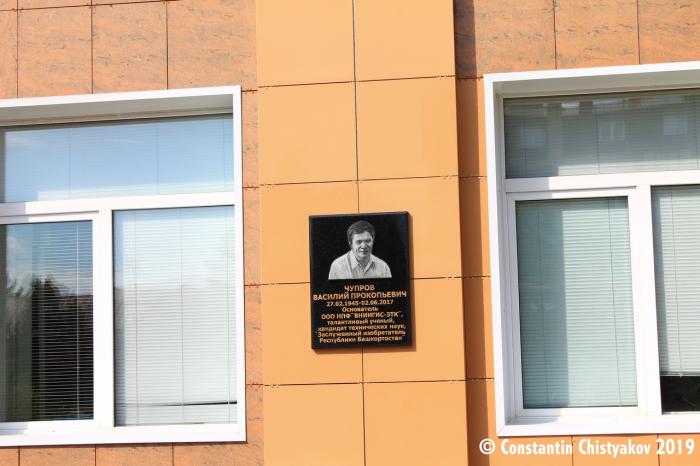 ЧУПРОВ
ВАСИЛИЙ ПРОКОПЬЕВИЧ
27.02.1945-02.06.2017
Основатель
ООО НПФ"ВНИИГИС-ЗТК",
талантливый ученый,
кандидат технических наук,
"Заслуженный изобретатель
Республики Башкортостан"
© Constantin Chistyakov 2019